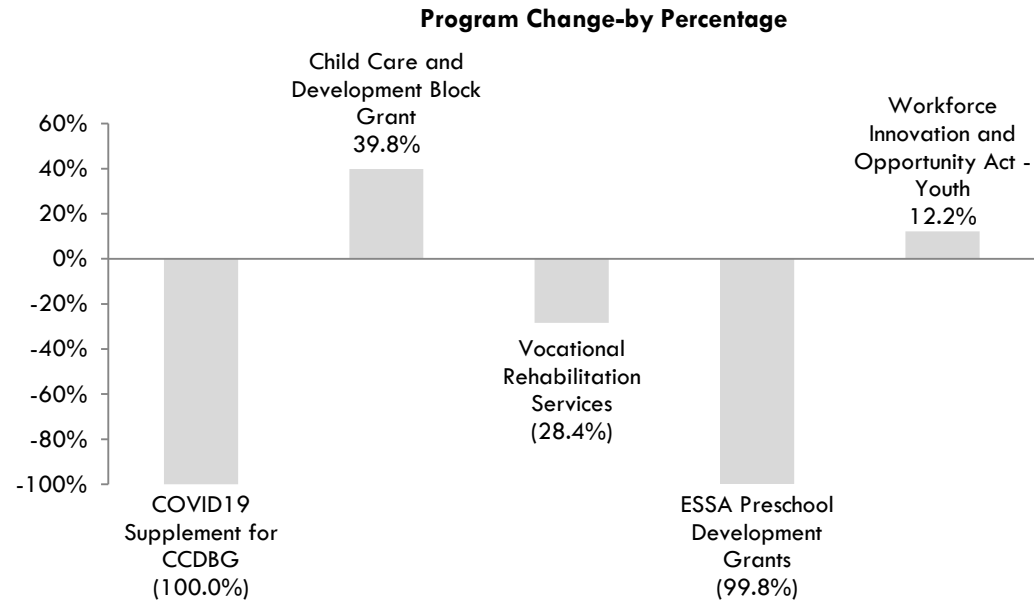 Program Change-by Percentage
Child Care and
Development Block
Grant
39.8%
Workforce
Innovation and
Opportunity Act -
Youth
12.2%
60%
40%
20%
0%
-20%
-40%
-60%
-80%
-100%
Vocational
Rehabilitation
Services
(28.4%)
COVID19
Supplement for
CCDBG
(100.0%)
ESSA Preschool
Development
Grants
(99.8%)